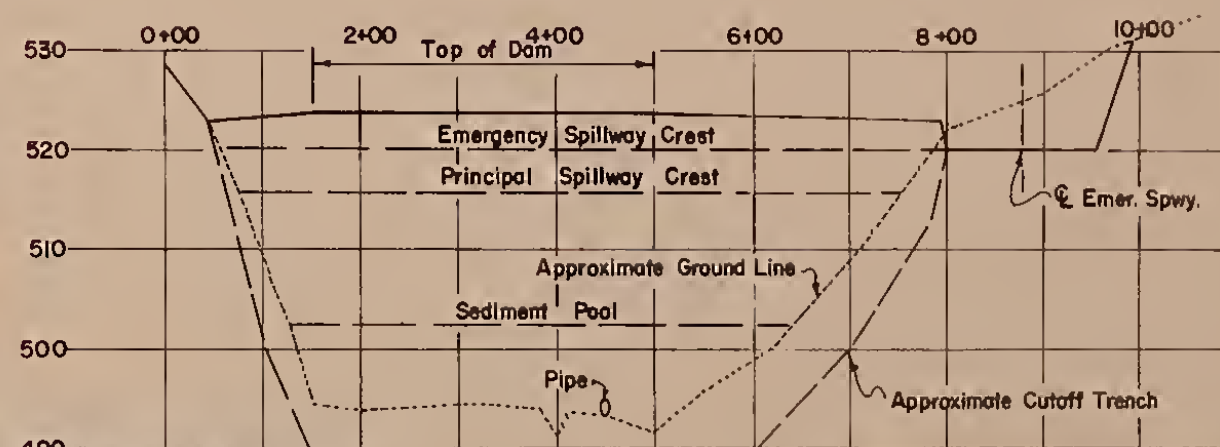 0+00 2+00 4+00 6+00 8+00 10+00
530
Top of Dam
Emergency Spillway Crest
520
Principal Spillway Crest
℄ Emer. Spwy.
510
Approximate Ground Line
Sediment Pool
500
Pipe
Approximate Cutoff Trench